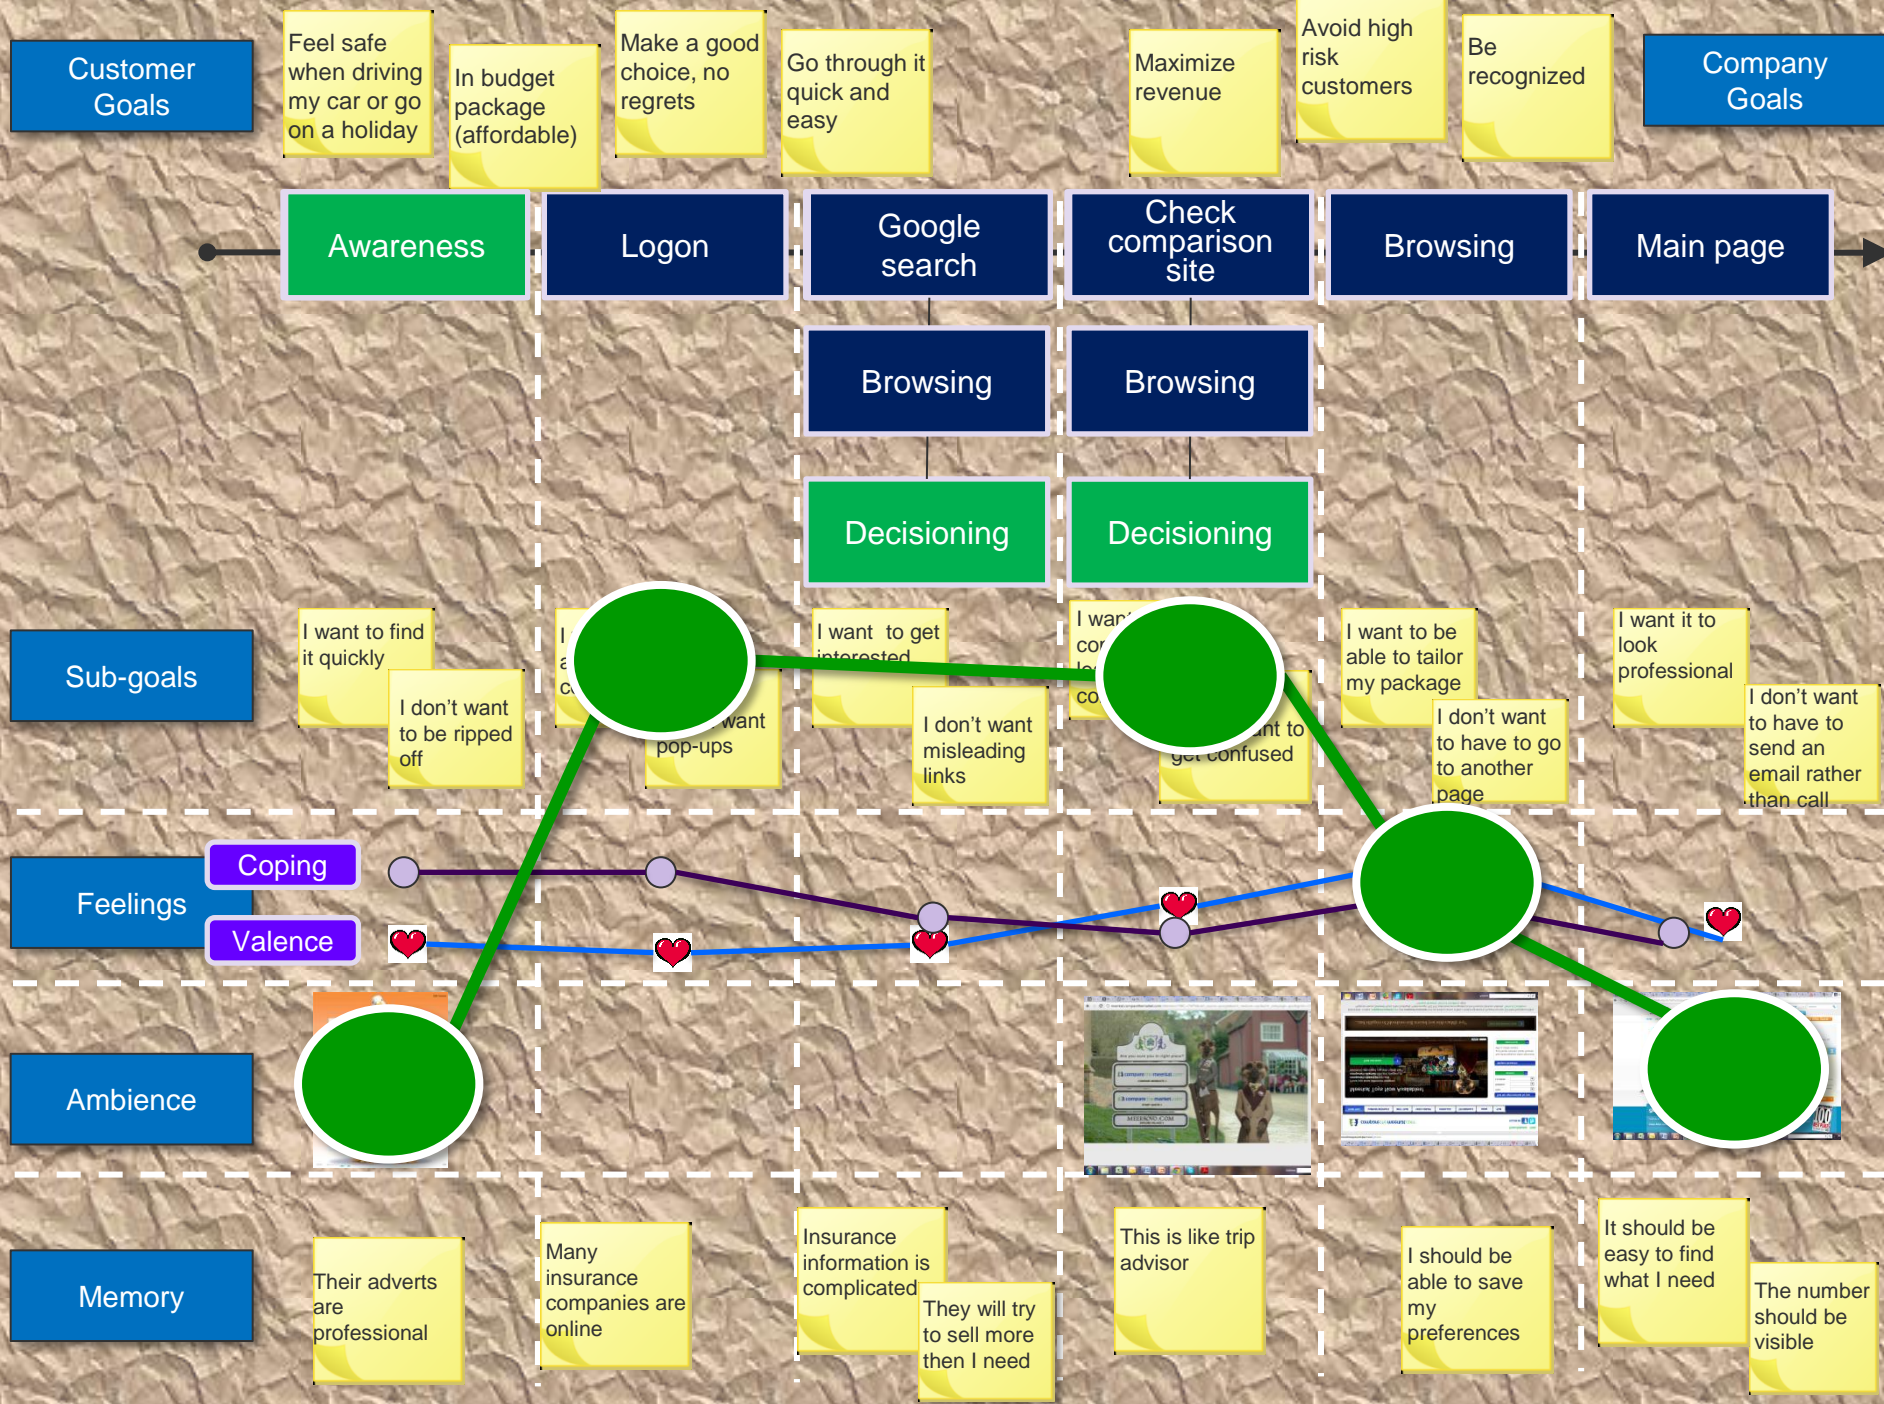 Customer
Goals
Feel safe
when driving
my car or go
on a holiday
In budget
package
(affordable)
Make a good
choice, no
regrets
Go through it
quick and
easy
Maximize
revenue
Avoid high
risk
customers
Be
recognized
Company
Goals
Awareness
Logon
Google
search
Check
comparison
site
Browsing
Main page
Browsing
Browsing
Decisioning
Decisioning
Sub-goals
I want to find
it quickly
I don't want
to be ripped
off
I
want
pop-ups
I want to get
interested
I don't want
misleading
links
I
to
get confused
I want to be
able to tailor
my package
I don't want
to have to go
to another
page
I want it to
look
professional
I don't want
to have to
send an
email rather
than call
Feelings
Coping
Valence
Ambience
comparethemeerkat.com
comparethemarket.com
MEERKOVO.COM
100
Memory
Their adverts
are
professional
Many
insurance
companies are
online
Insurance
information is
complicated
They will try
to sell more
then I need
This is like trip
advisor
I should be
able to save
my
preferences
It should be
easy to find
what I need
The number
should be
visible